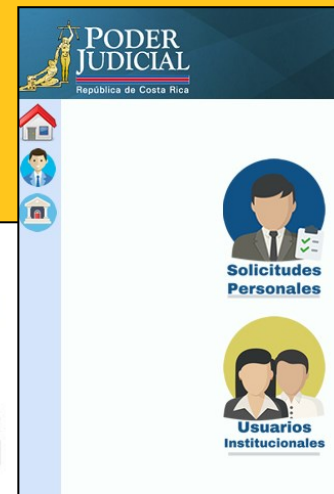 PODER
JUDICIAL
República de Costa Rica
Solicitudes
Personales
Usuarios
Institucionales